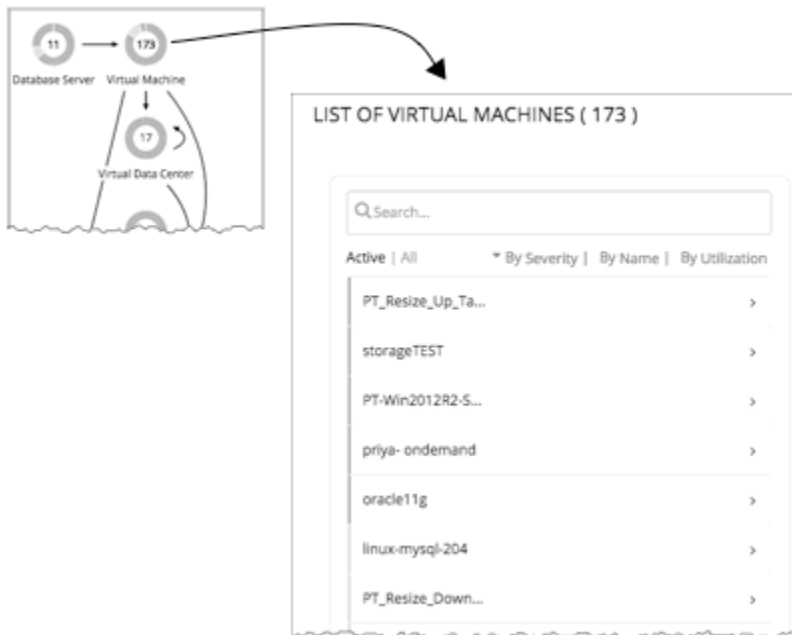 11
173
Database Server
Virtual Machine
17
Virtual Data Center
LIST OF VIRTUAL MACHINES ( 173 )
Search...
Active | All
By Severity | By Name | By Utilization
PT_Resize_Up_Ta...
storageTEST
PT-Win2012R2-S...
priya- ondemand
oracle11g
linux-mysql-204
PT_Resize_Down...